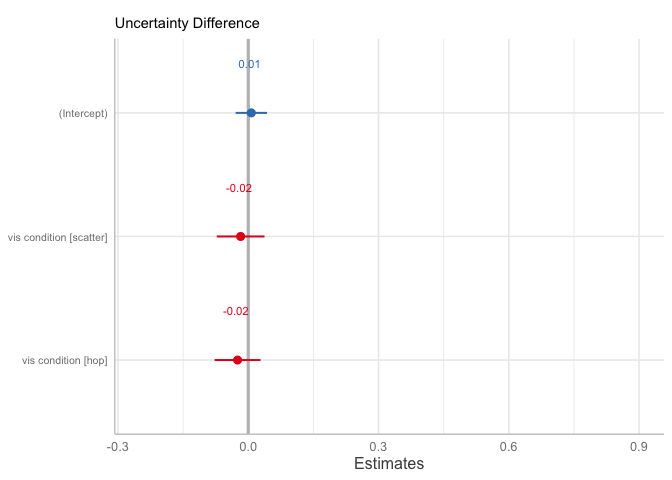 Uncertainty Difference
0.01
(Intercept)
-0.02
vis condition [scatter]
-0.02
vis condition [hop]
-0.3 0.0 0.3 0.6 0.9
Estimates